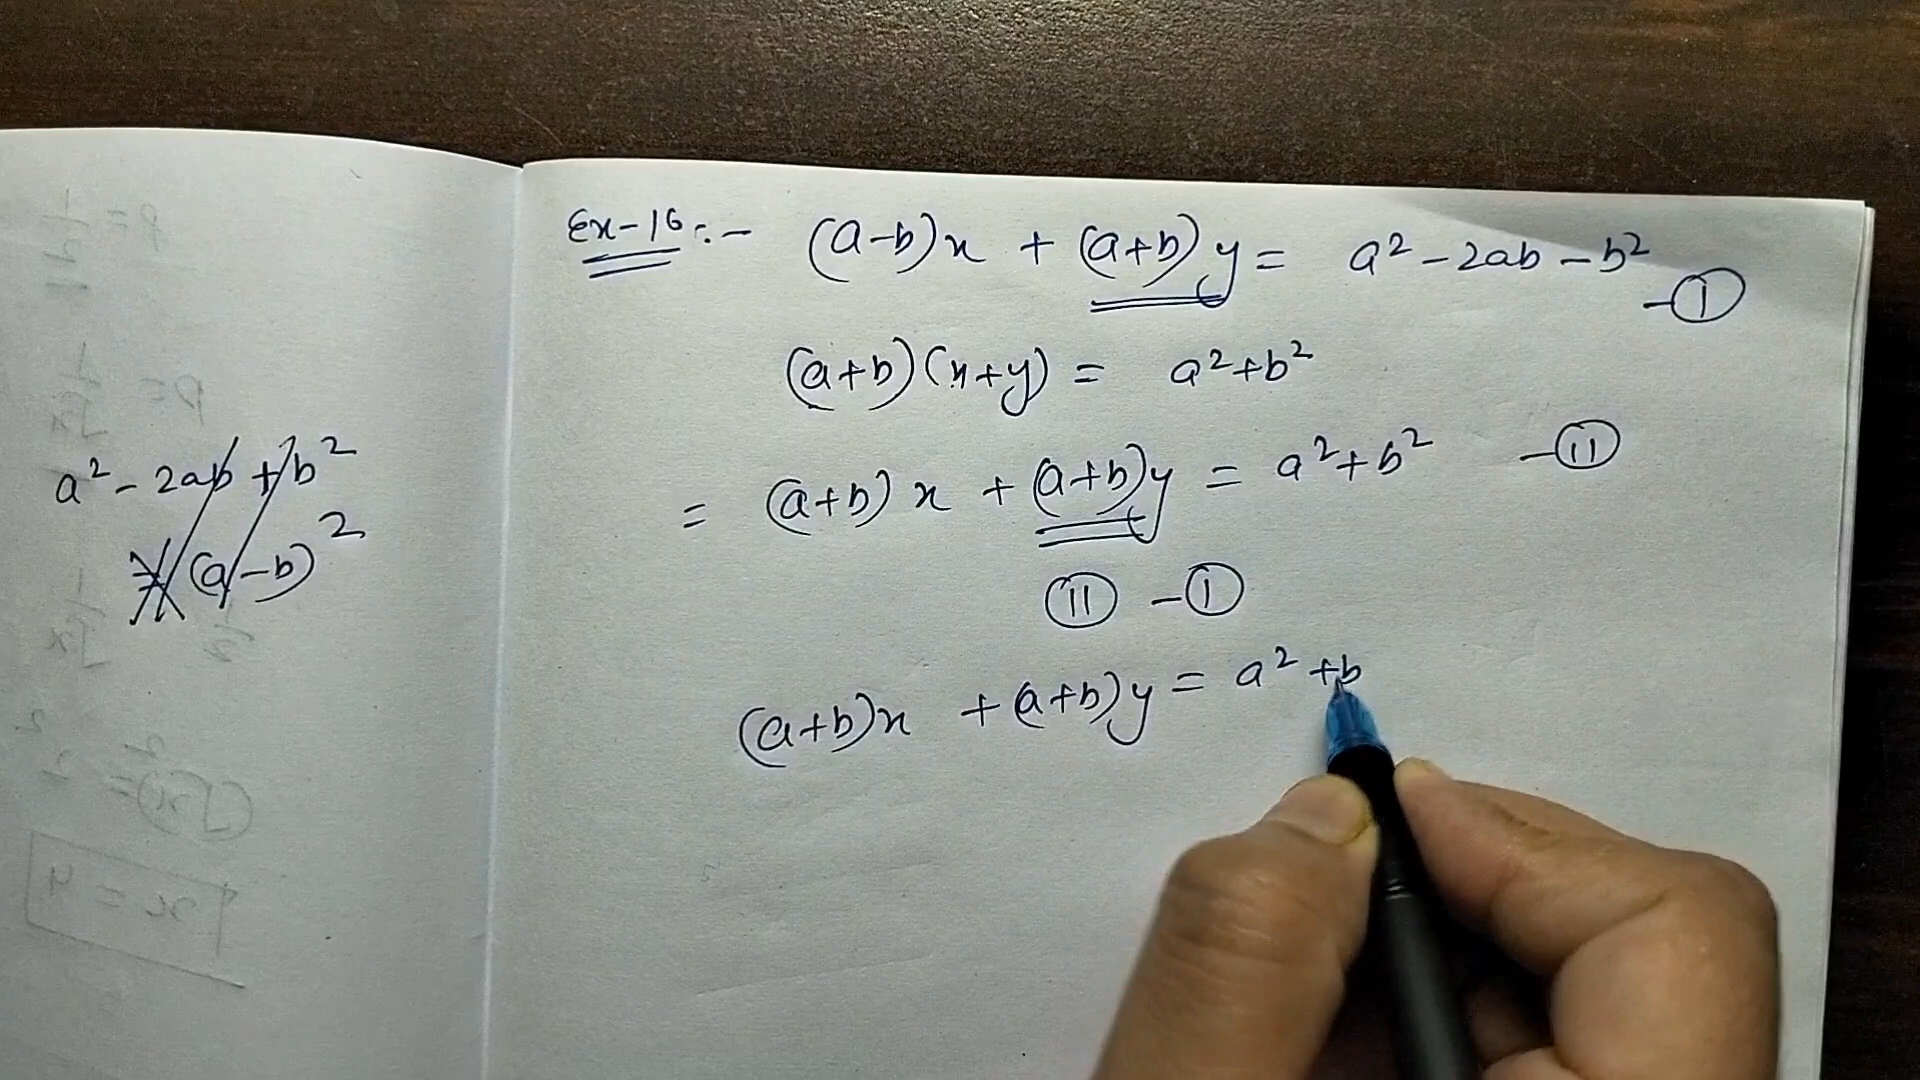 Ex-16:- (a-b)x + (a+b)y = a² - 2ab - b² -Ⓘ
(a+b)(x+y) = a²+b²
= (a+b)x + (a+b)y = a²+b² -(II)
(II) -Ⓘ
(a+b)x + (a+b)y = a² +b
a² - 2ab + b²
(a-b)²